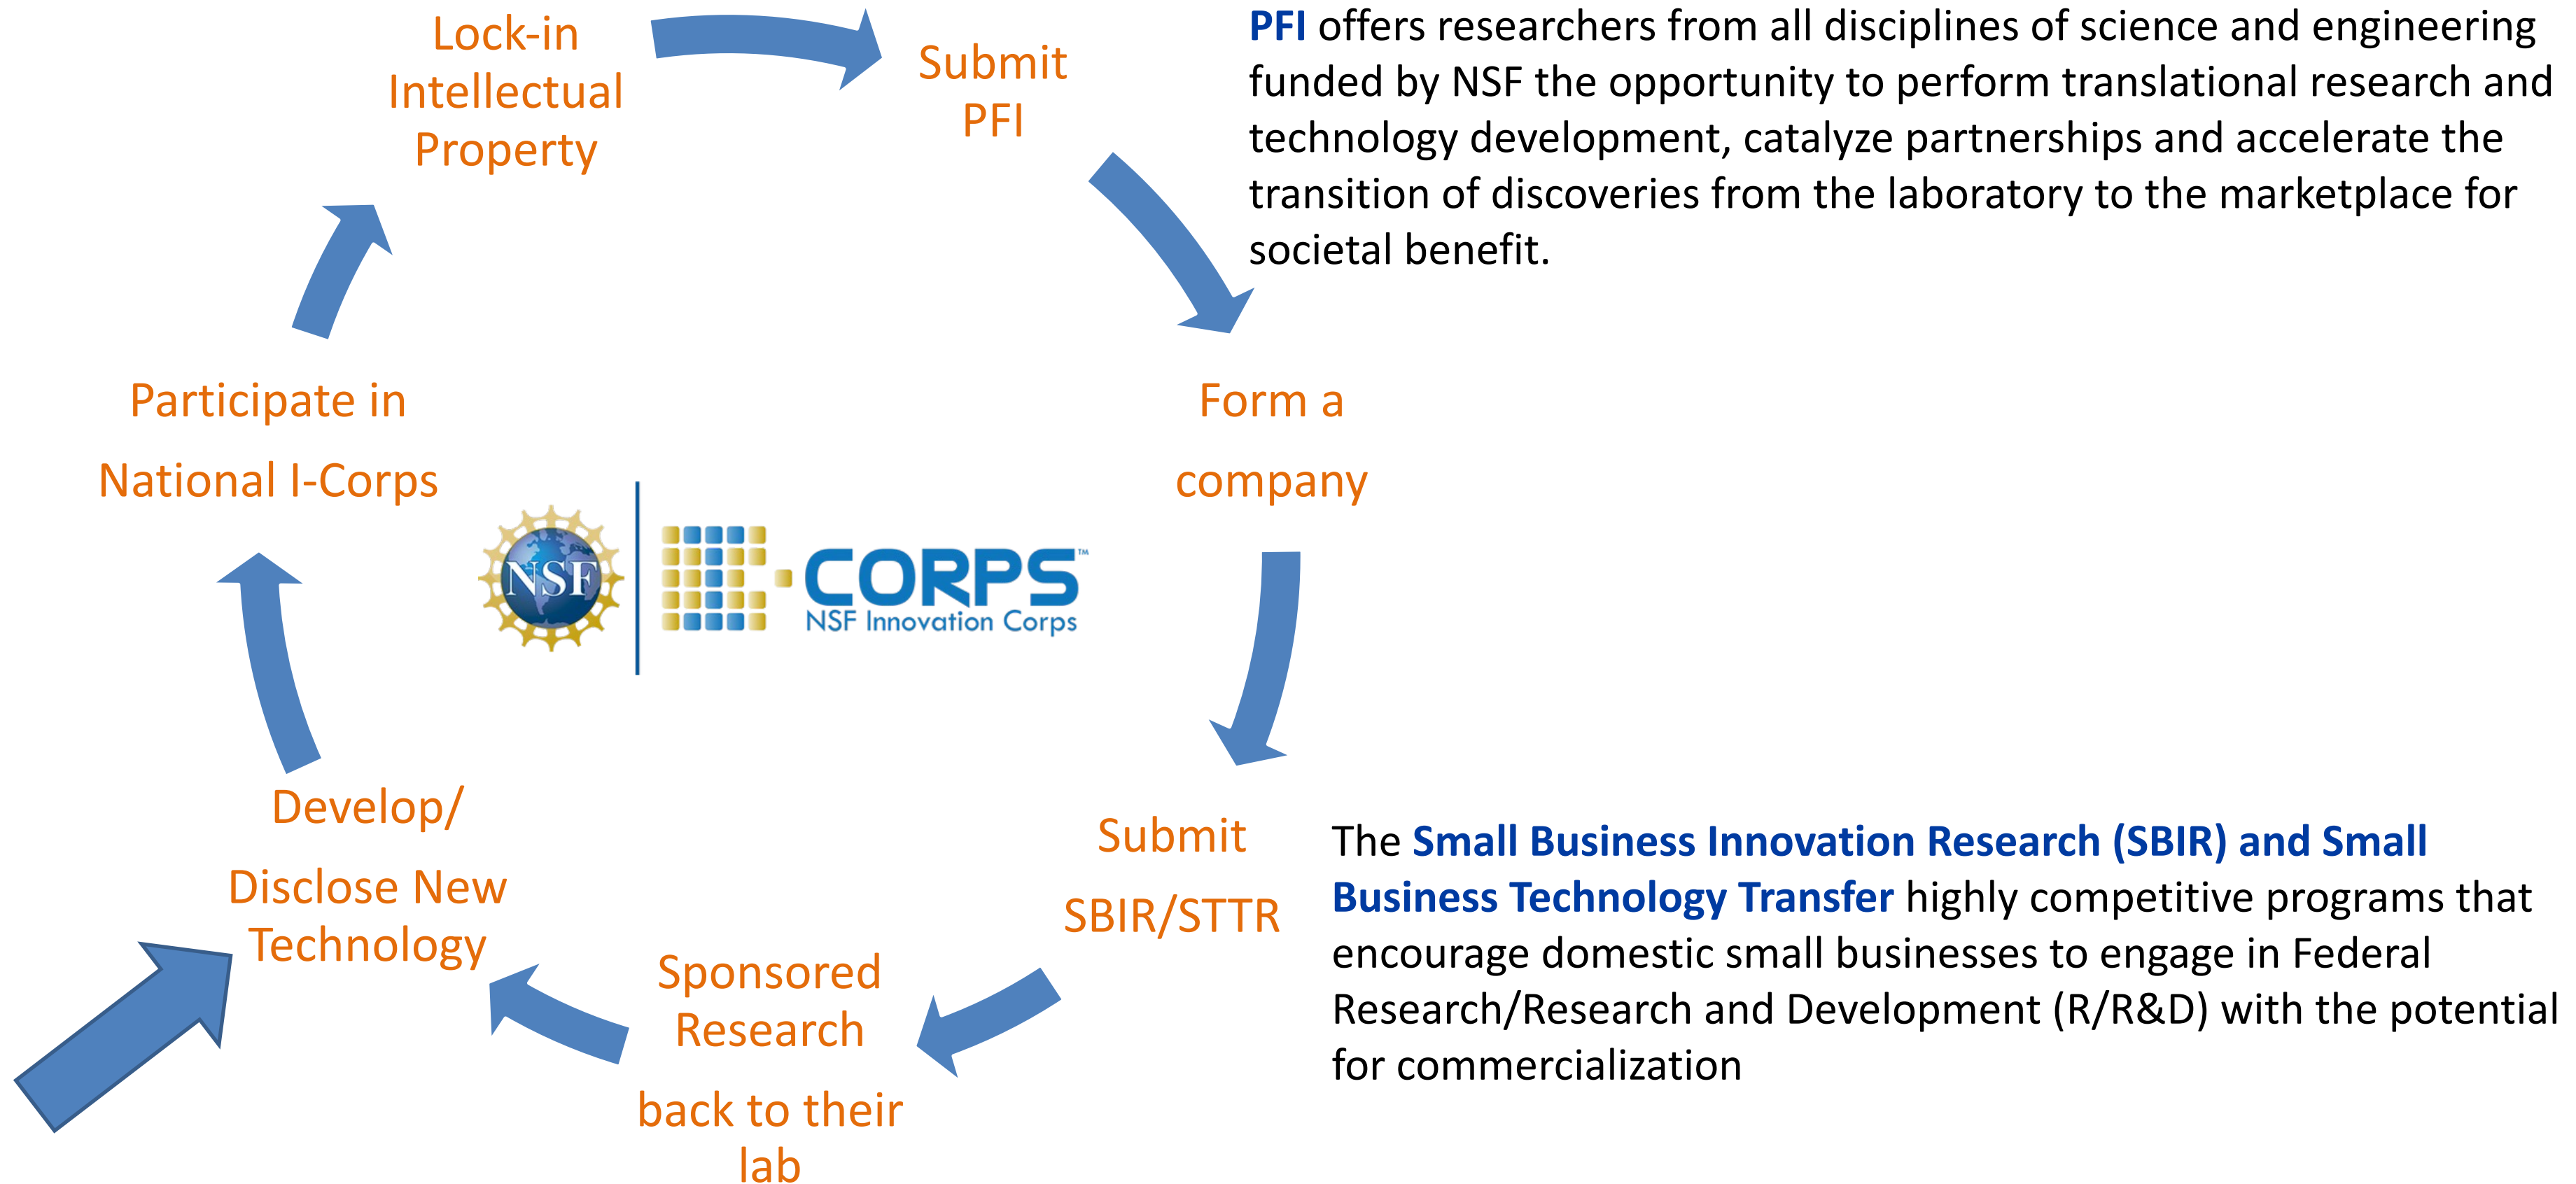 Lock-in
Intellectual
Property
Submit
PFI
PFI offers researchers from all disciplines of science and engineering
funded by NSF the opportunity to perform translational research and
technology development, catalyze partnerships and accelerate the
transition of discoveries from the laboratory to the marketplace for
societal benefit.
Participate in
National I-Corps
Form a
company
NSF
I-CORPS™
NSF Innovation Corps
Develop/
Disclose New
Technology
Submit
SBIR/STTR
The Small Business Innovation Research (SBIR) and Small
Business Technology Transfer highly competitive programs that
encourage domestic small businesses to engage in Federal
Research/Research and Development (R/R&D) with the potential
for commercialization
Sponsored
Research
back to their
lab